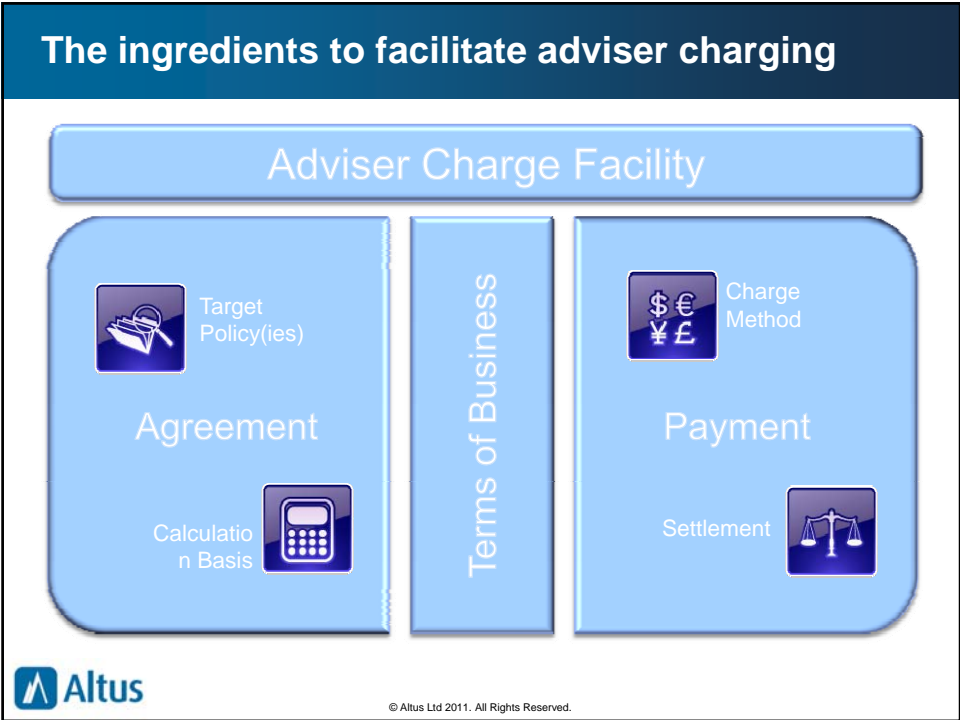 The ingredients to facilitate adviser charging
Adviser Charge Facility
Target
Policy(ies)
Agreement
Calculatio
n Basis
Terms of Business
$ €
¥ £
Charge
Method
Payment
Settlement
Altus
© Altus Ltd 2011. All Rights Reserved.